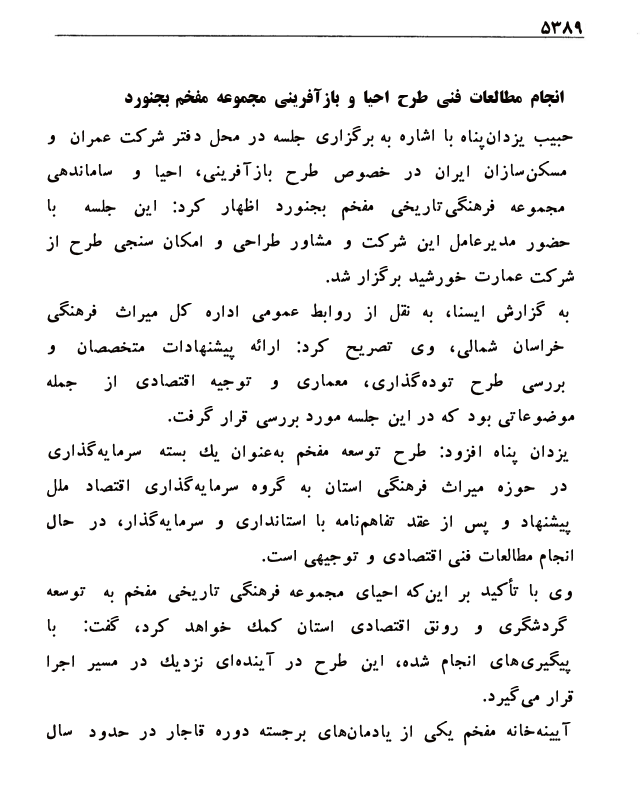 ۵۳۸۹
انجام مطالعات فنی طرح احیا و بازآفرینی مجموعه مفخم بجنورد
حبیب یزدان‌پناه با اشاره به برگزاری جلسه در محل دفتر شرکت عمران و
مسکن‌سازان ایران در خصوص طرح بازآفرینی، احیا و ساماندهی
مجموعه فرهنگی‌تاریخی مفخم بجنورد اظهار کرد: این جلسه با
حضور مدیرعامل این شرکت و مشاور طراحی و امکان سنجی طرح از
شرکت عمارت خورشید برگزار شد.
به گزارش ایسنا، به نقل از روابط عمومی اداره کل میراث فرهنگی
خراسان شمالی، وی تصریح کرد: ارائه پیشنهادات متخصصان و
بررسی طرح توده‌گذاری، معماری و توجیه اقتصادی از جمله
موضوعاتی بود که در این جلسه مورد بررسی قرار گرفت.
یزدان پناه افزود: طرح توسعه مفخم به‌عنوان یك بسته سرمایه‌گذاری
در حوزه میراث فرهنگی استان به گروه سرمایه‌گذاری اقتصاد ملل
پیشنهاد و پس از عقد تفاهم‌نامه با استانداری و سرمایه‌گذار، در حال
انجام مطالعات فنی اقتصادی و توجیهی است.
وی با تأکید بر این‌که احیای مجموعه فرهنگی تاریخی مفخم به توسعه
گردشگری و رونق اقتصادی استان کمك خواهد کرد، گفت: با
پیگیری‌های انجام شده، این طرح در آینده‌ای نزدیك در مسیر اجرا
قرار می‌گیرد.
آیینه‌خانه مفخم یکی از یادمان‌های برجسته دوره قاجار در حدود سال